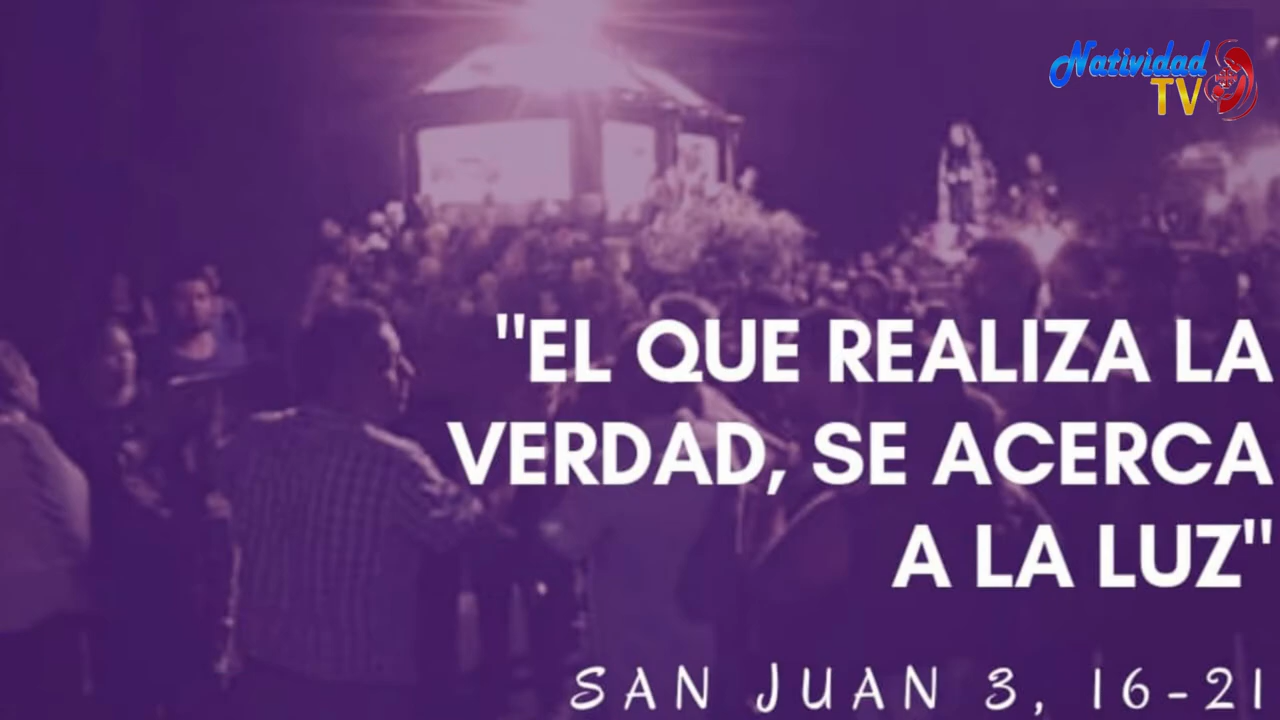 Natividad
TV
"EL QUE REALIZA LA
VERDAD, SE ACERCA
A LA LUZ"
SAN JUAN 3, 16-21